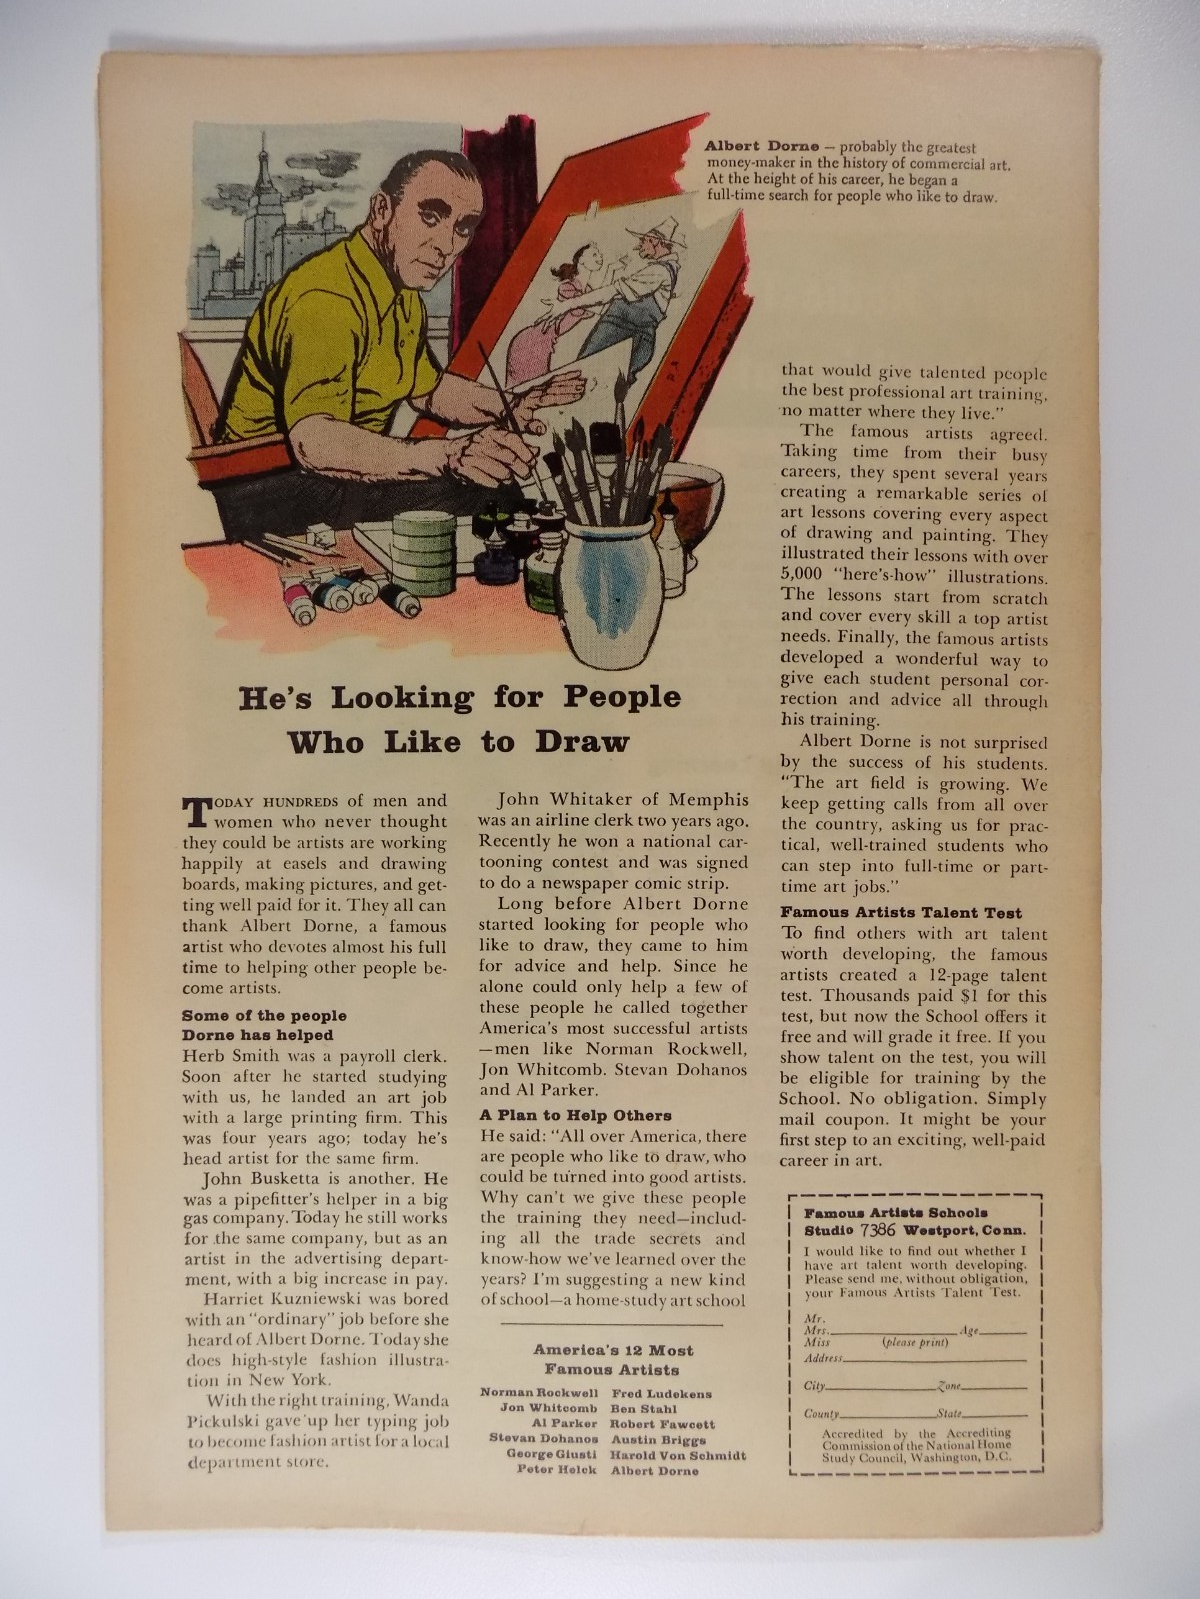 Albert Dorne – probably the greatest
money-maker in the history of commercial art.
At the height of his career, he began a
full-time search for people who like to draw.
He's Looking for People
Who Like to Draw
TODAY HUNDREDS of men and
women who never thought
they could be artists are working
happily at easels and drawing
boards, making pictures, and get-
ting well paid for it. They all can
thank Albert Dorne, a famous
artist who devotes almost his full
time to helping other people be-
come artists.
Some of the people
Dorne has helped
Herb Smith was a payroll clerk.
Soon after he started studying
with us, he landed an art job
with a large printing firm. This
was four years ago; today he's
head artist for the same firm.
John Busketta is another. He
was a pipefitter's helper in a big
gas company. Today he still works
for the same company, but as an
artist in the advertising depart-
ment, with a big increase in pay.
Harriet Kuzniewski was bored
with an "ordinary" job before she
heard of Albert Dorne. Today she
does high-style fashion illustra-
tion in New York.
With the right training, Wanda
Pickulski gave up her typing job
to become fashion artist for a local
department store.
John Whitaker of Memphis
was an airline clerk two years ago.
Recently he won a national car-
tooning contest and was signed
to do a newspaper comic strip.
Long before Albert Dorne
started looking for people who
like to draw, they came to him
for advice and help. Since he
alone could only help a few of
these people he called together
America's most successful artists
—men like Norman Rockwell,
Jon Whitcomb. Stevan Dohanos
and Al Parker.
A Plan to Help Others
He said: "All over America, there
are people who like to draw, who
could be turned into good artists.
Why can't we give these people
the training they need—includ-
ing all the trade secrets and
know-how we've learned over the
years? I'm suggesting a new kind
of school—a home-study art school
America's 12 Most
Famous Artists
Norman Rockwell Fred Ludekens
Jon Whitcomb Ben Stahl
Al Parker Robert Fawcett
Stevan Dohanos Austin Briggs
George Giusti Harold Von Schmidt
Peter Helck Albert Dorne
that would give talented people
the best professional art training,
no matter where they live."
The famous artists agreed.
Taking time from their busy
careers, they spent several years
creating a remarkable series of
art lessons covering every aspect
of drawing and painting. They
illustrated their lessons with over
5,000 "here's-how" illustrations.
The lessons start from scratch
and cover every skill a top artist
needs. Finally, the famous artists
developed a wonderful way to
give each student personal cor-
rection and advice all through
his training.
Albert Dorne is not surprised
by the success of his students.
"The art field is growing. We
keep getting calls from all over
the country, asking us for prac-
tical, well-trained students who
can step into full-time or part-
time art jobs."
Famous Artists Talent Test
To find others with art talent
worth developing, the famous
artists created a 12-page talent
test. Thousands paid $1 for this
test, but now the School offers it
free and will grade it free. If you
show talent on the test, you will
be eligible for training by the
School. No obligation. Simply
mail coupon. It might be your
first step to an exciting, well-paid
career in art.
Famous Artists Schools
Studio 7386 Westport, Conn.
I would like to find out whether I
have art talent worth developing.
Please send me, without obligation,
your Famous Artists Talent Test.
Mr.
Mrs. Age
Miss (please print)
Address
City Zone
County State
Accredited by the Accrediting
Commission of the National Home
Study Council, Washington, D.C.